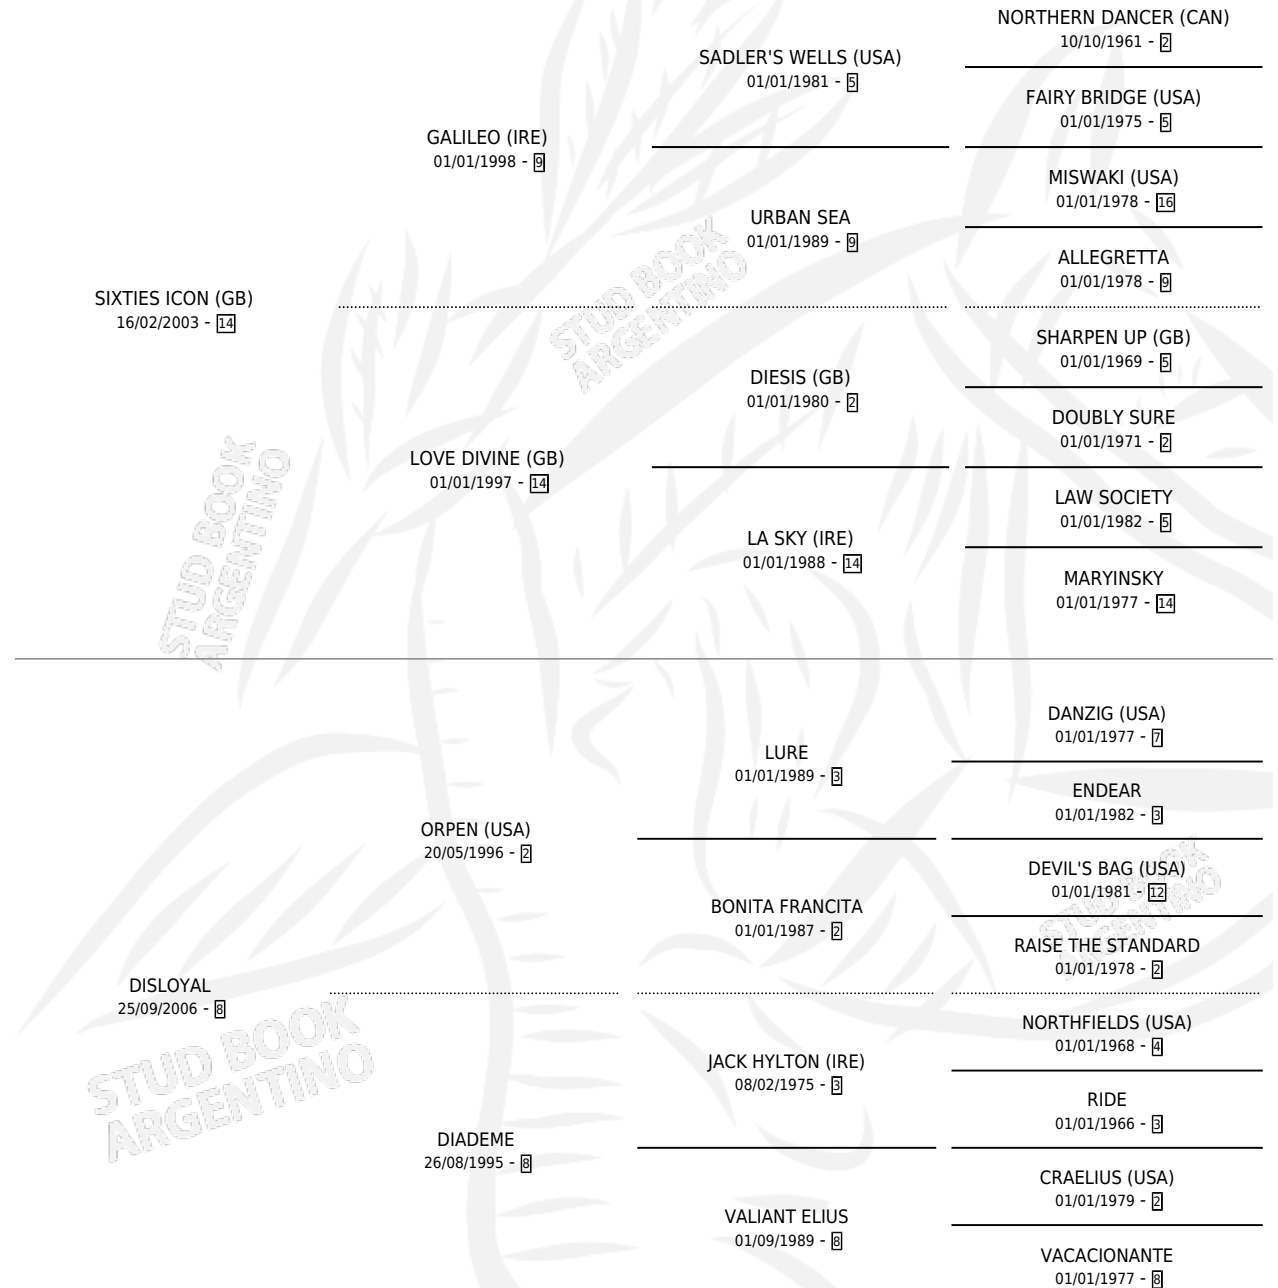 NORTHERN DANCER (CAN)
10/10/1961 - 2
SADLER'S WELLS (USA)
01/01/1981 - 5
FAIRY BRIDGE (USA)
01/01/1975 - 5
GALILEO (IRE)
01/01/1998 - 9
MISWAKI (USA)
01/01/1978 - 16
URBAN SEA
01/01/1989 - 9
ALLEGRETTA
01/01/1978 - 9
SIXTIES ICON (GB)
16/02/2003 - 14
SHARPEN UP (GB)
01/01/1969 - 5
DIESIS (GB)
01/01/1980 - 2
DOUBLY SURE
01/01/1971 - 2
LOVE DIVINE (GB)
01/01/1997 - 14
LAW SOCIETY
01/01/1982 - 5
LA SKY (IRE)
01/01/1988 - 14
MARYINSKY
01/01/1977 - 14
DANZIG (USA)
01/01/1977 - 7
LURE
01/01/1989 - 3
ENDEAR
01/01/1982 - 3
ORPEN (USA)
20/05/1996 - 2
DEVIL'S BAG (USA)
01/01/1981 - 12
BONITA FRANCITA
01/01/1987 - 2
RAISE THE STANDARD
01/01/1978 - 2
DISLOYAL
25/09/2006 - 8
NORTHFIELDS (USA)
01/01/1968 - 4
JACK HYLTON (IRE)
08/02/1975 - 3
RIDE
01/01/1966 - 3
DIADEME
26/08/1995 - 8
CRAELIUS (USA)
01/01/1979 - 2
VALIANT ELIUS
01/09/1989 - 8
VACACIONANTE
01/01/1977 - 8
STUD BOOK
ARGENTINO
STUD BOOK
ARGENTINO
STUD BOOK
ARGENTINO
STUD BOOK
ARGENTINO